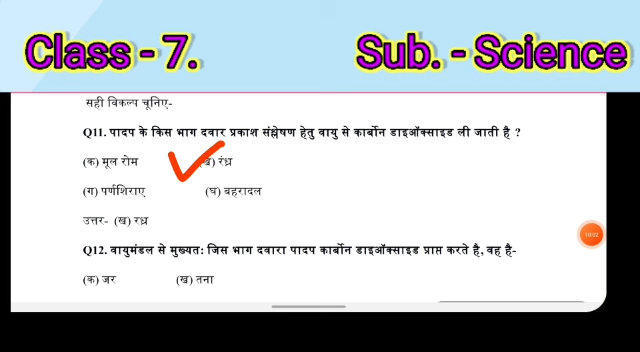 Class - 7. Sub. - Science
सही विकल्प चूनिए-
Q11. पादप के किस भाग दवार प्रकाश संश्लेषण हेतु वायु से कार्बोन डाइऑक्साइड ली जाती है ?
(क) मूल रोम (ख) रंध्र
(ग) पर्णशिराए (घ) बहरादल
उत्तर- (ख) रध्र
Q12. वायुमंडल से मुख्यत: जिस भाग दवारा पादप कार्बोन डाइऑक्साइड प्राप्त करते है, वह है-
(क) जर (ख) तना